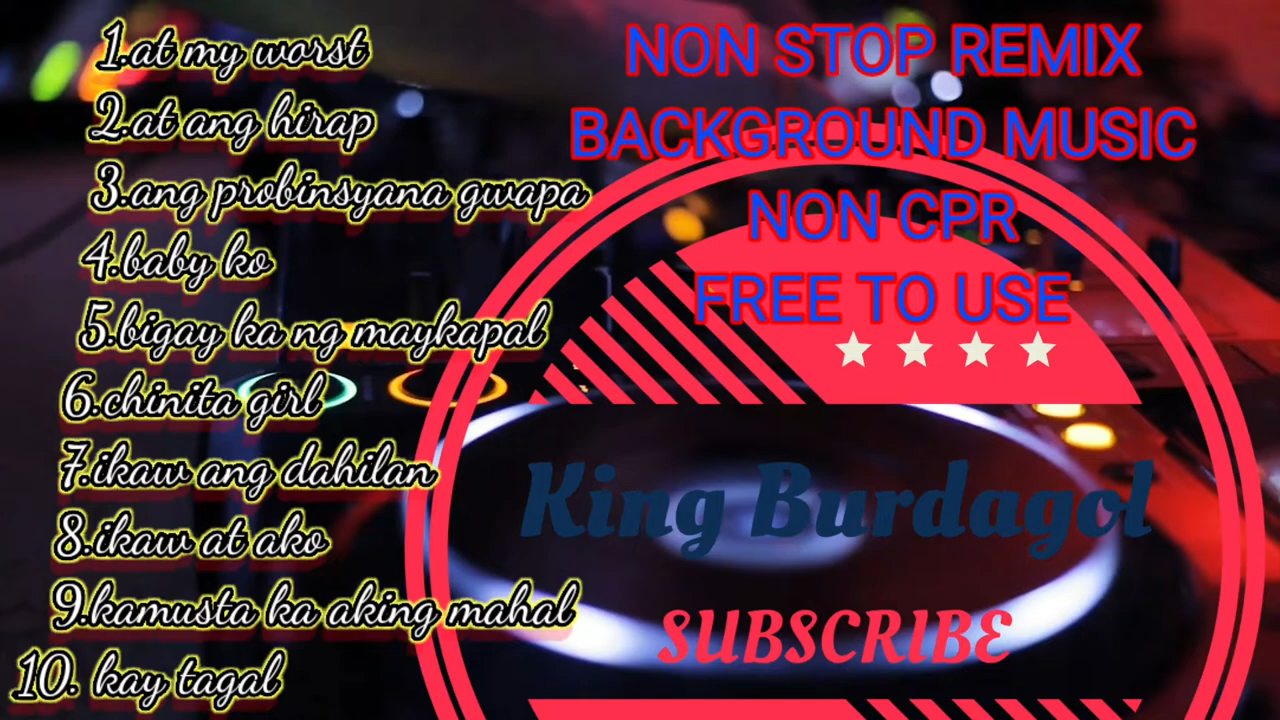 1.at my worst
2.at ang hirap
3.ang probinsyana gwapa
4.baby ko
5.bigay ka ng maykapal
6.chinita girl
7.ikaw ang dahilan
8.ikaw at ako
9.kamusta ka aking mahal
10. kay tagal
NON STOP REMIX
BACKGROUND MUSIC
NON CPR
FREE TO USE
King Burdagol
SUBSCRIBE